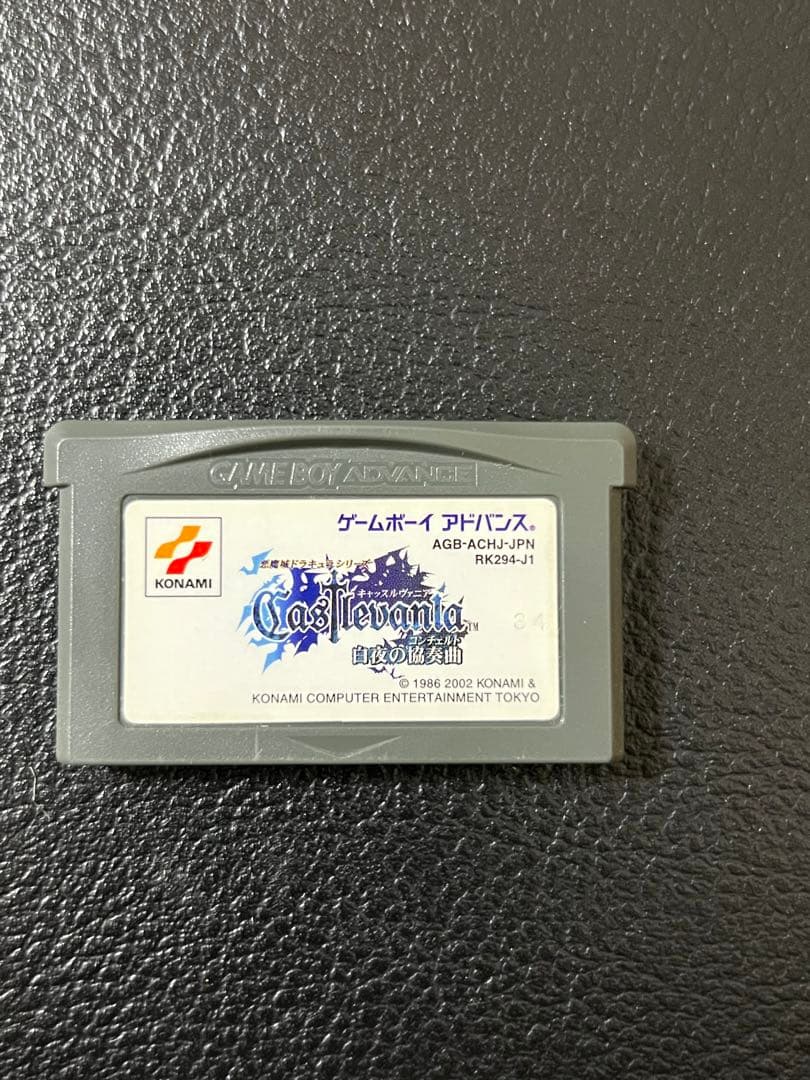 GAME BOY ADVANCE
ゲームボーイ アドバンス®
AGB-ACHJ-JPN
RK294-J1
KONAMI
悪魔城ドラキュラシリーズ
キャッスルヴァニア
Castlevania™
コンチェルト
白夜の協奏曲
34
© 1986 2002 KONAMI &
KONAMI COMPUTER ENTERTAINMENT TOKYO